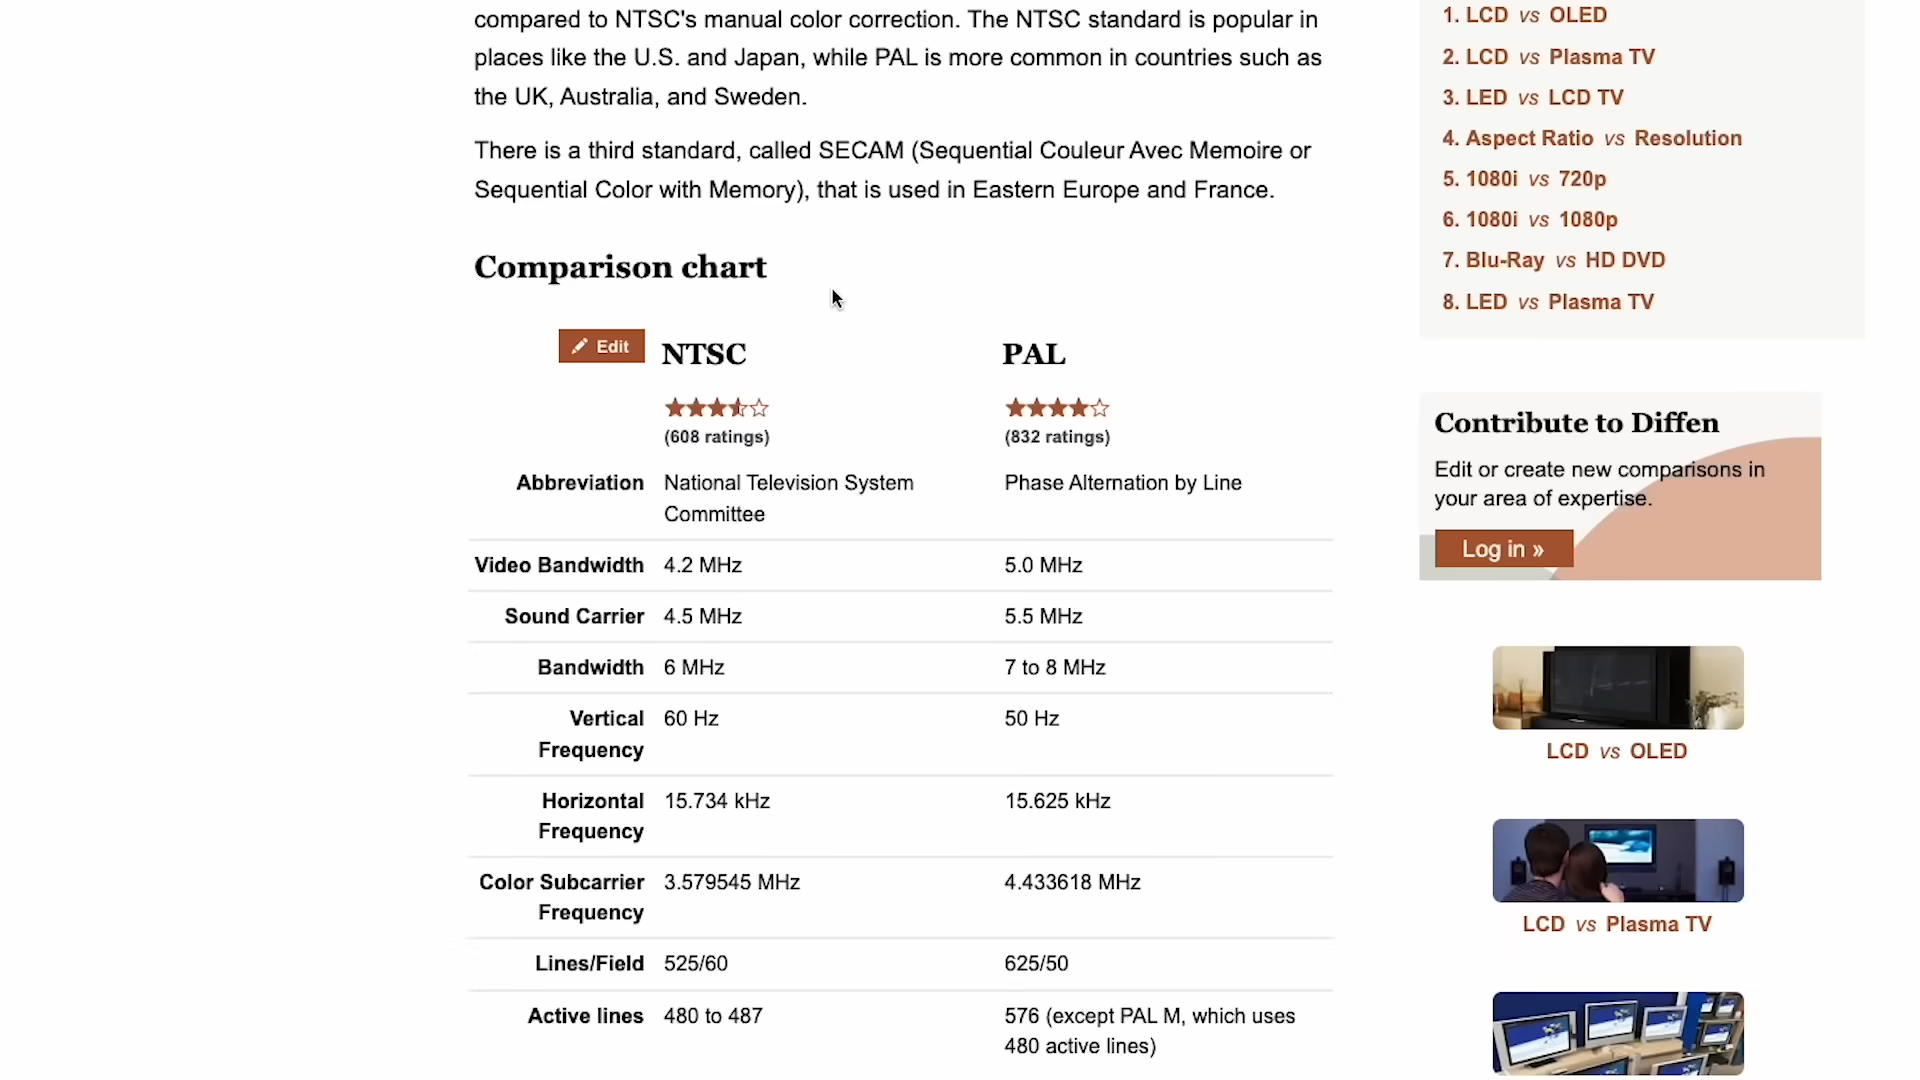 compared to NTSC's manual color correction. The NTSC standard is popular in
places like the U.S. and Japan, while PAL is more common in countries such as
the UK, Australia, and Sweden.
There is a third standard, called SECAM (Sequential Couleur Avec Memoire or
Sequential Color with Memory), that is used in Eastern Europe and France.
Comparison chart
Edit
NTSC
PAL
(608 ratings)
(832 ratings)
Abbreviation
National Television System
Committee
Phase Alternation by Line
Video Bandwidth
4.2 MHz
5.0 MHz
Sound Carrier
4.5 MHz
5.5 MHz
Bandwidth
6 MHz
7 to 8 MHz
Vertical
Frequency
60 Hz
50 Hz
Horizontal
Frequency
15.734 kHz
15.625 kHz
Color Subcarrier
Frequency
3.579545 MHz
4.433618 MHz
Lines/Field
525/60
625/50
Active lines
480 to 487
576 (except PAL M, which uses
480 active lines)
1. LCD vs OLED
2. LCD vs Plasma TV
3. LED vs LCD TV
4. Aspect Ratio vs Resolution
5. 1080i vs 720p
6. 1080i vs 1080p
7. Blu-Ray vs HD DVD
8. LED vs Plasma TV
Contribute to Diffen
Edit or create new comparisons in
your area of expertise.
Log in »
LCD vs OLED
LCD vs Plasma TV